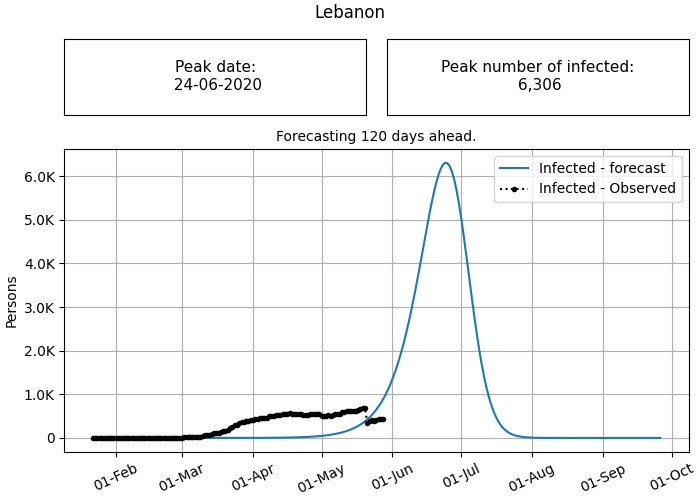 Lebanon
Peak date:
24-06-2020
Peak number of infected:
6,306
Forecasting 120 days ahead.
Infected - forecast
Infected - Observed
Persons
6.0K
5.0K
4.0K
3.0K
2.0K
1.0K
0
01-Feb
01-Mar
01-Apr
01-May
01-Jun
01-Jul
01-Aug
01-Sep
01-Oct